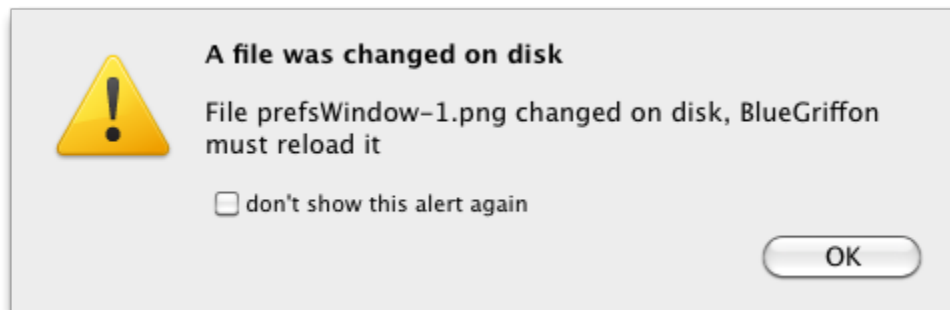 A file was changed on disk
File prefsWindow-1.png changed on disk, BlueGriffon
must reload it
don't show this alert again
OK